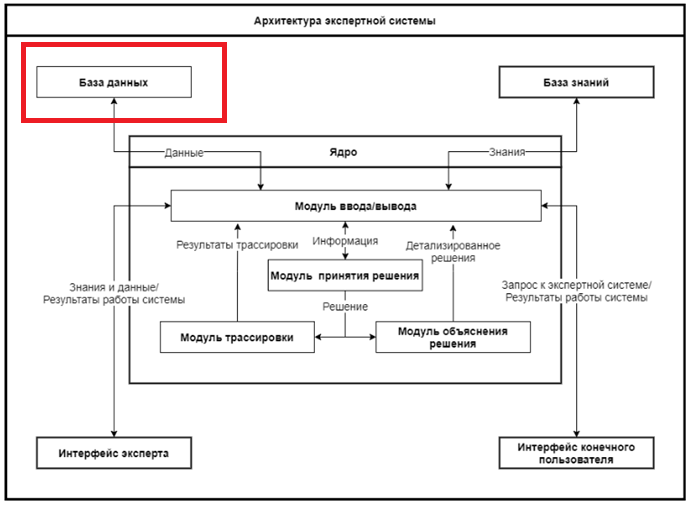 Архитектура экспертной системы
База данных
База знаний
Данные
Ядро
Знания
Модуль ввода/вывода
Результаты трассировки
Информация
Детализированное
решения
Модуль принятия решения
Знания и данные/
Результаты работы системы
Запрос к экспертной системе/
Результаты работы системы
Решение
Модуль трассировки
Модуль объяснения
решения
Интерфейс эксперта
Интерфейс конечного
пользователя